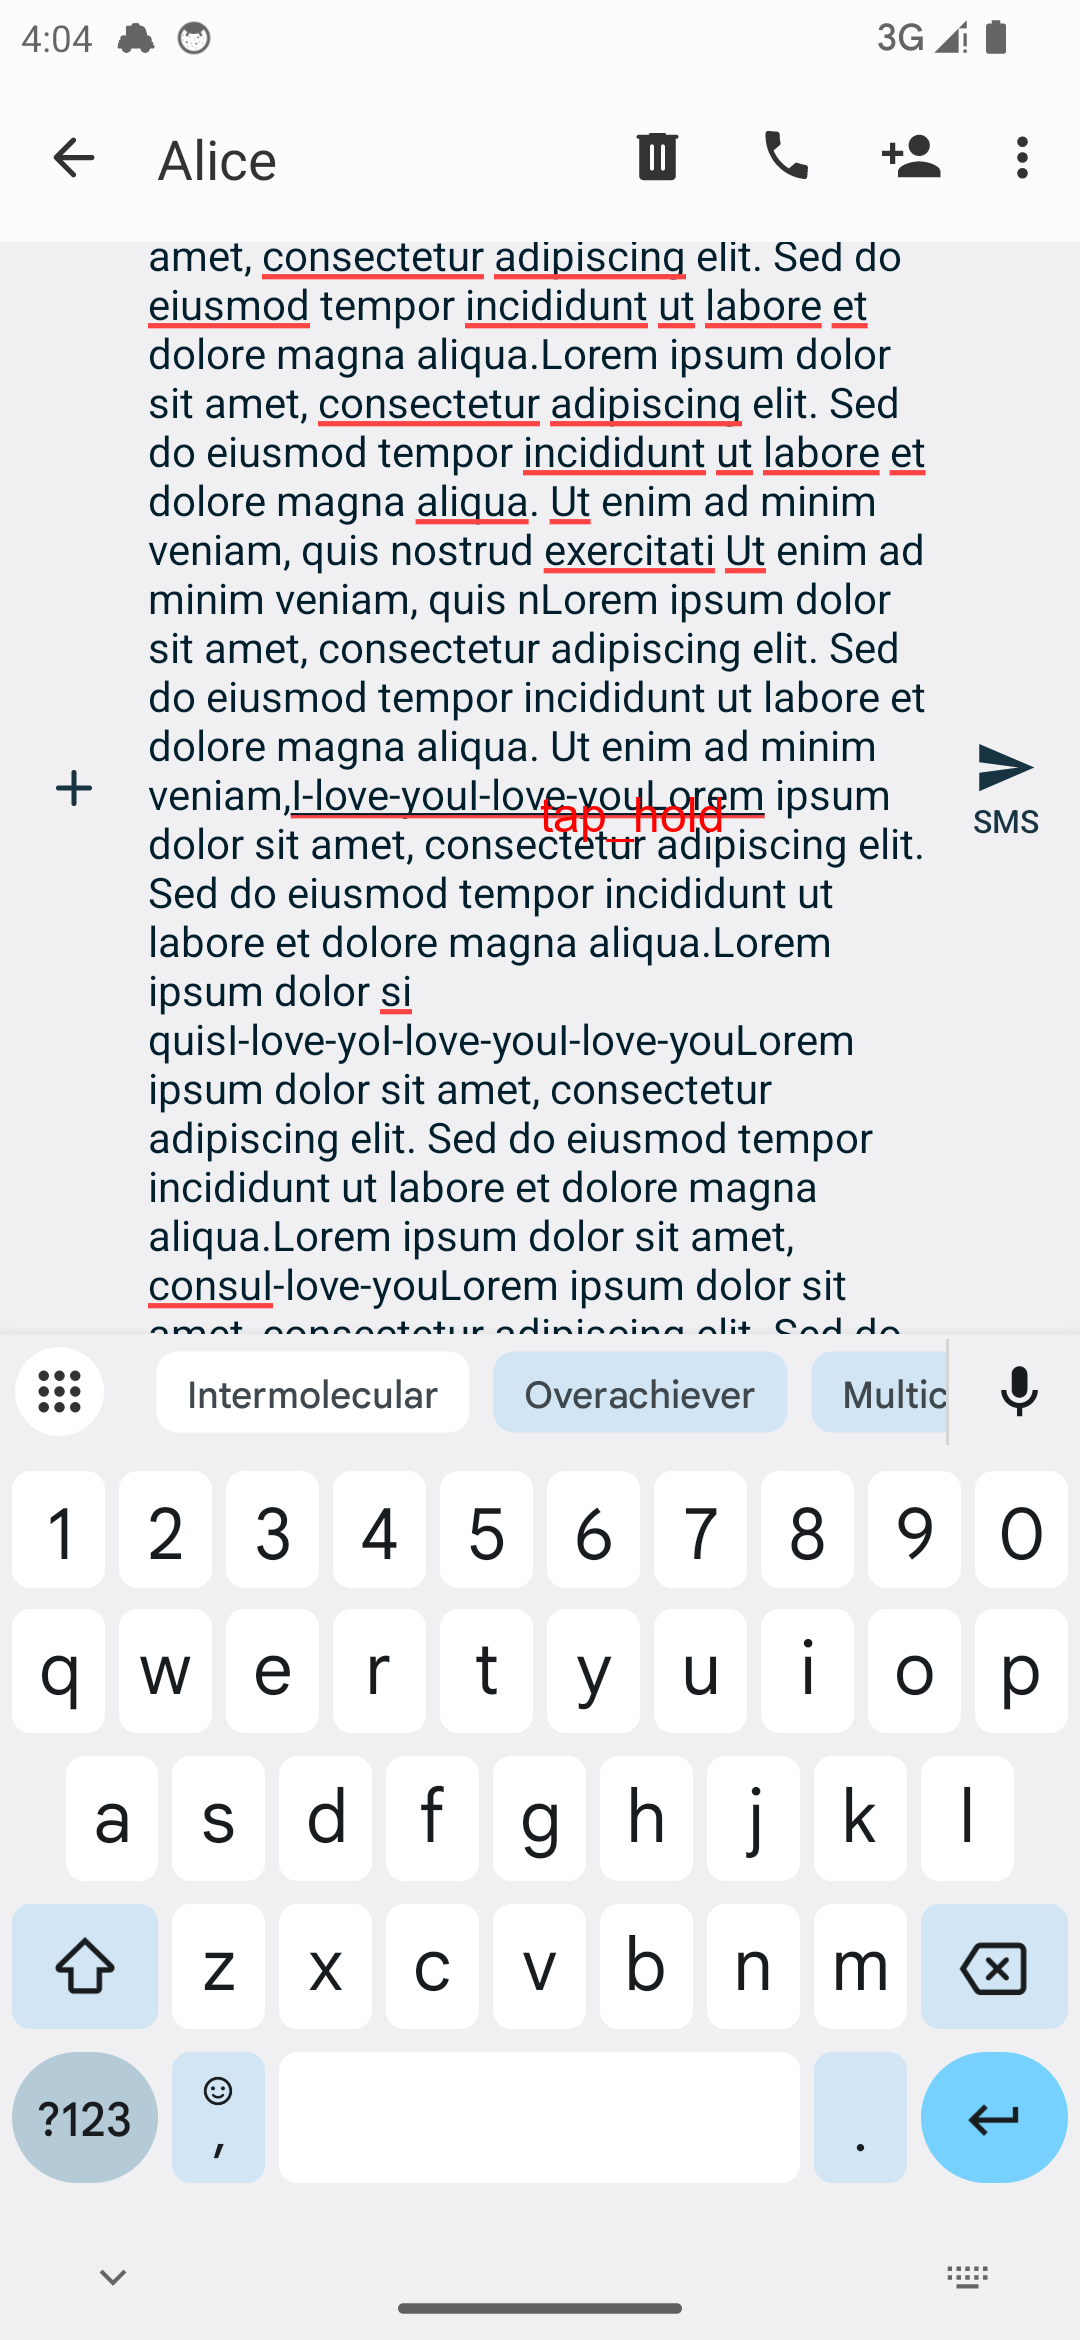 4:04
3G
Alice
amet, consectetur adipiscing elit. Sed do
eiusmod tempor incididunt ut labore et
dolore magna aliqua.Lorem ipsum dolor
sit amet, consectetur adipiscing elit. Sed
do eiusmod tempor incididunt ut labore et
dolore magna aliqua. Ut enim ad minim
veniam, quis nostrud exercitati Ut enim ad
minim veniam, quis nLorem ipsum dolor
sit amet, consectetur adipiscing elit. Sed
do eiusmod tempor incididunt ut labore et
dolore magna aliqua. Ut enim ad minim
veniam,I-love-youI-love-youLorem ipsum
tap_hold
SMS
dolor sit amet, consectetur adipiscing elit.
Sed do eiusmod tempor incididunt ut
labore et dolore magna aliqua.Lorem
ipsum dolor si
quisI-love-yoI-love-youI-love-youLorem
ipsum dolor sit amet, consectetur
adipiscing elit. Sed do eiusmod tempor
incididunt ut labore et dolore magna
aliqua.Lorem ipsum dolor sit amet,
consuI-love-youLorem ipsum dolor sit
amet, consectetur adipiscing elit. Sed do
Intermolecular Overachiever Multic
1 2 3 4 5 6 7 8 9 0
q w e r t y u i o p
a s d f g h j k l
z x c v b n m
?123 , .